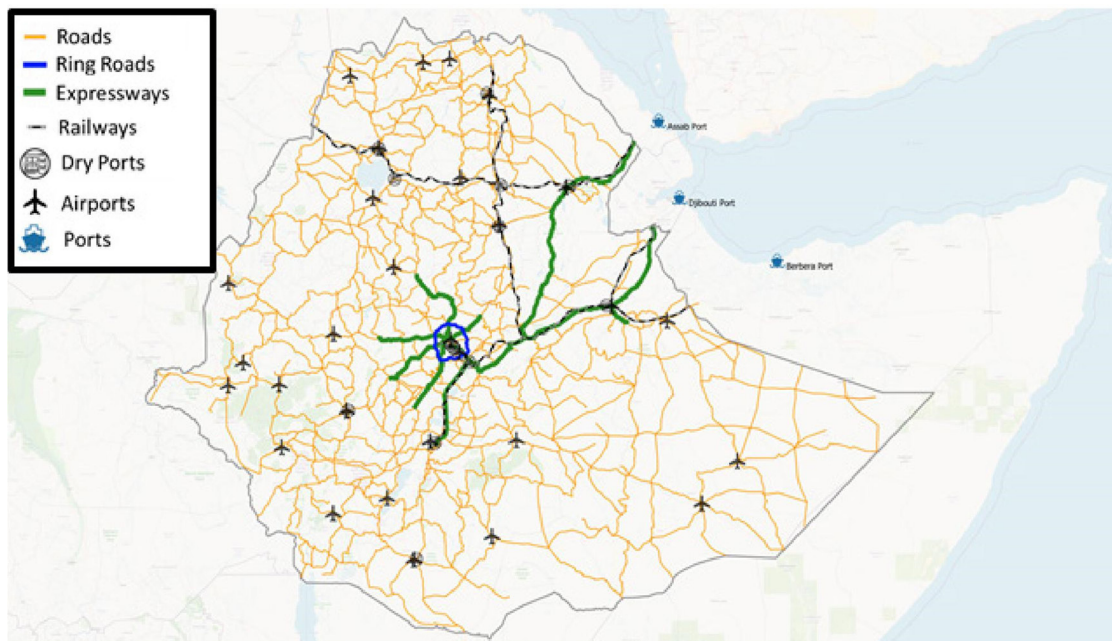 Roads
Ring Roads
Expressways
Railways
Dry Ports
Airports
Ports
Assab Port
Djibouti Port
Berbera Port